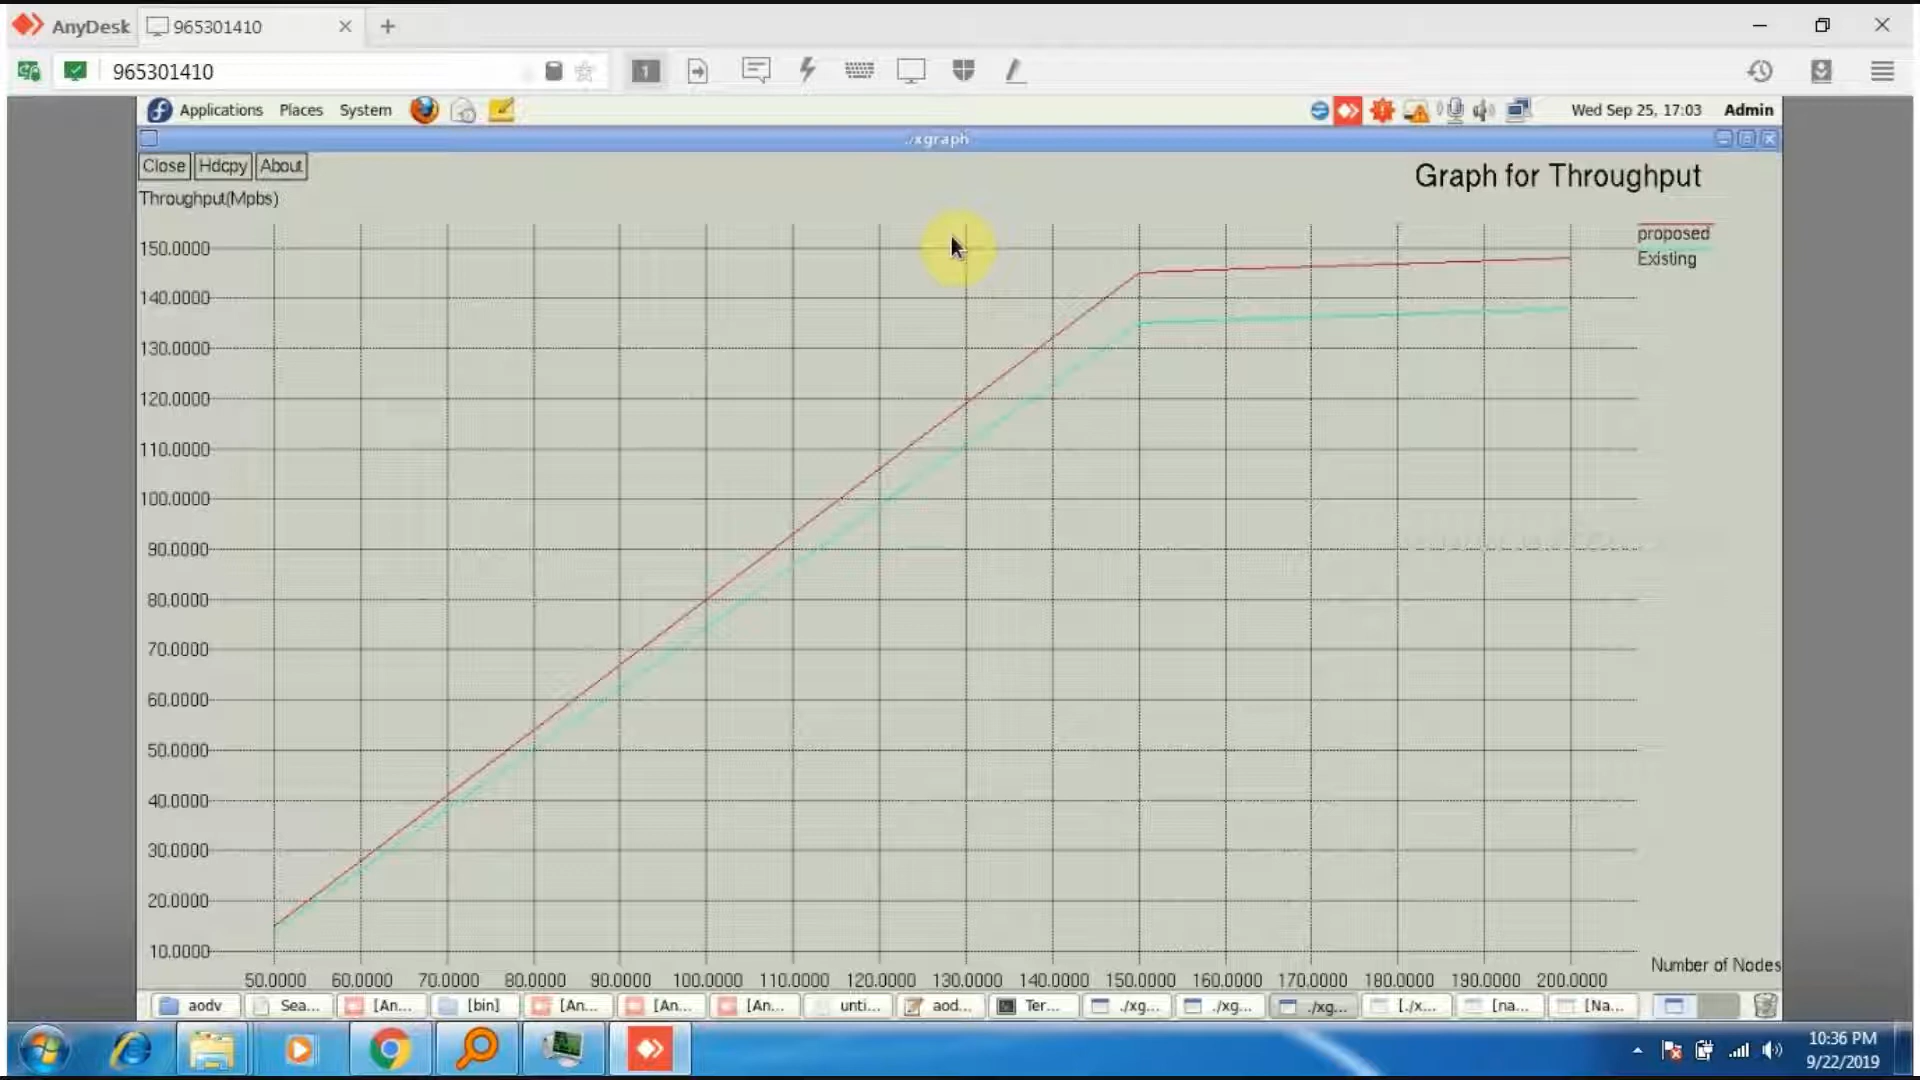 AnyDesk 965301410
965301410
Applications Places System Wed Sep 25, 17:03 Admin
./xgraph
Close Hdcpy About
Graph for Throughput
Throughput(Mpbs)
proposed
Existing
150.0000
140.0000
130.0000
120.0000
110.0000
100.0000
90.0000
80.0000
70.0000
60.0000
50.0000
40.0000
30.0000
20.0000
10.0000
Number of Nodes
50.0000 60.0000 70.0000 80.0000 90.0000 100.0000 110.0000 120.0000 130.0000 140.0000 150.0000 160.0000 170.0000 180.0000 190.0000 200.0000
aodv Sea... [An... [bin] [An... [An... [An... unti... aod... Ter... ./xg... ./xg... ./xg... [./x... [na... [Na...
10:36 PM
9/22/2019